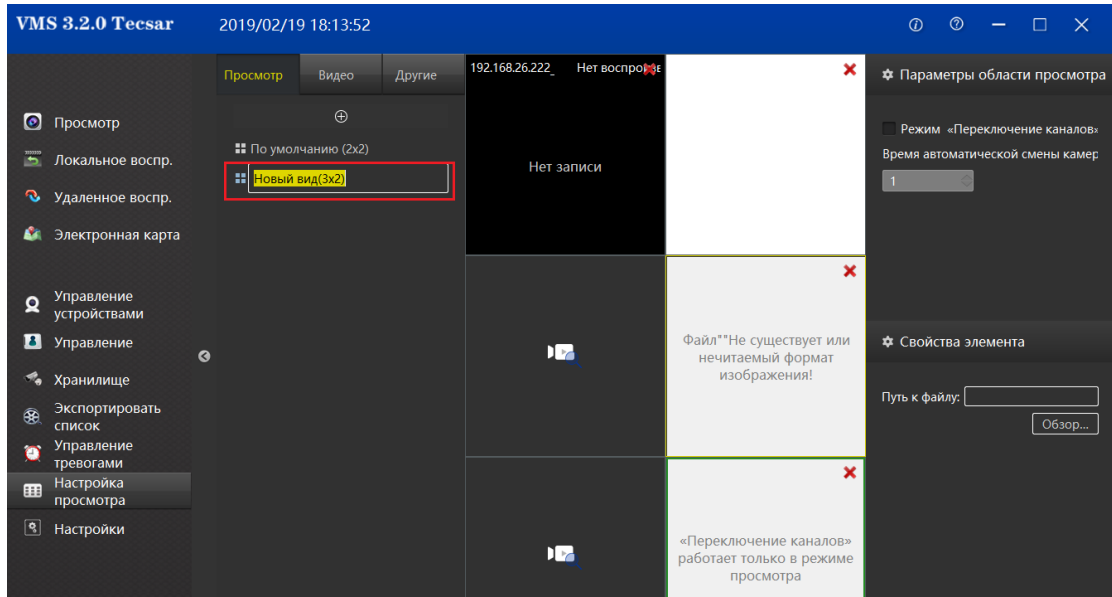 VMS 3.2.0 Tecsar
2019/02/19 18:13:52
Просмотр
Локальное воспр.
Удаленное воспр.
Электронная карта
Управление
устройствами
Управление
Хранилище
Экспортировать
список
Управление
тревогами
Настройка
просмотра
Настройки
Просмотр Видео Другие
По умолчанию (2x2)
Новый вид(3x2)
192.168.26.222_ Нет
Нет записи
Файл""Не существует или
нечитаемый формат
изображения!
«Переключение каналов»
работает только в режиме
просмотра
Параметры области просмотра
Режим «Переключение каналов»
Время автоматической смены камер
1
Свойства элемента
Путь к файлу:
Обзор...